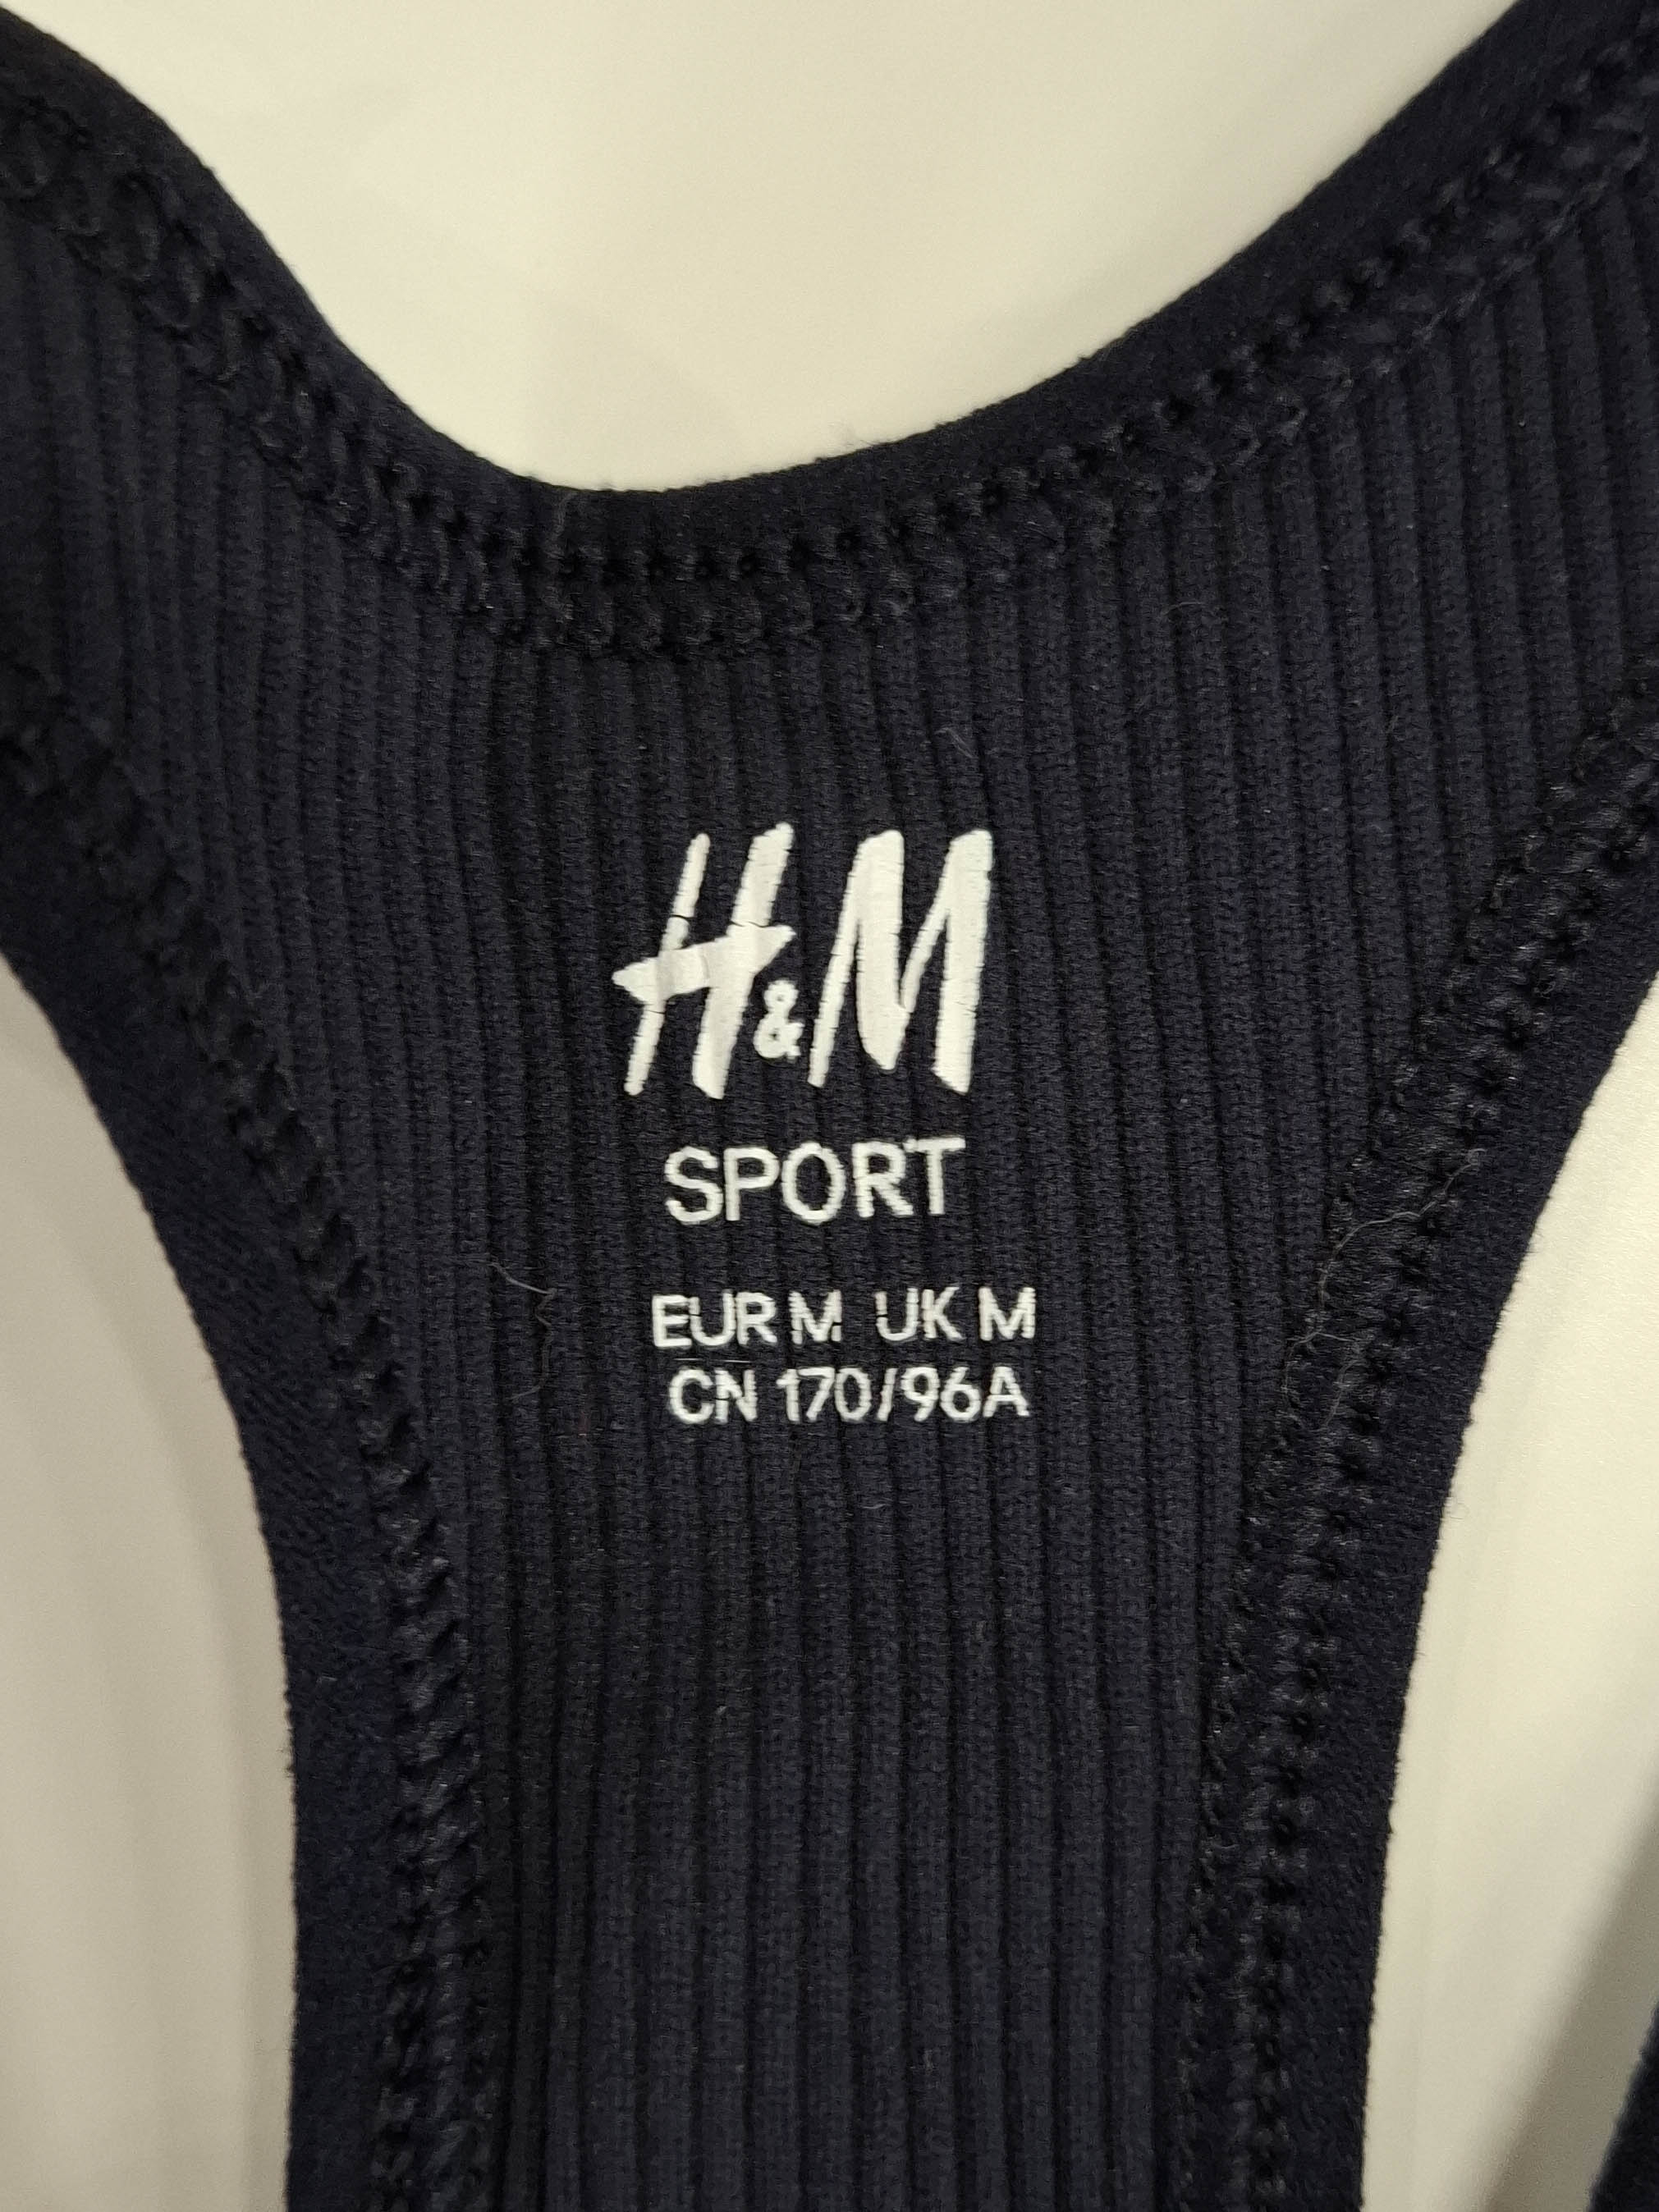 H&M
SPORT
EUR M UK M
CN 170/96A